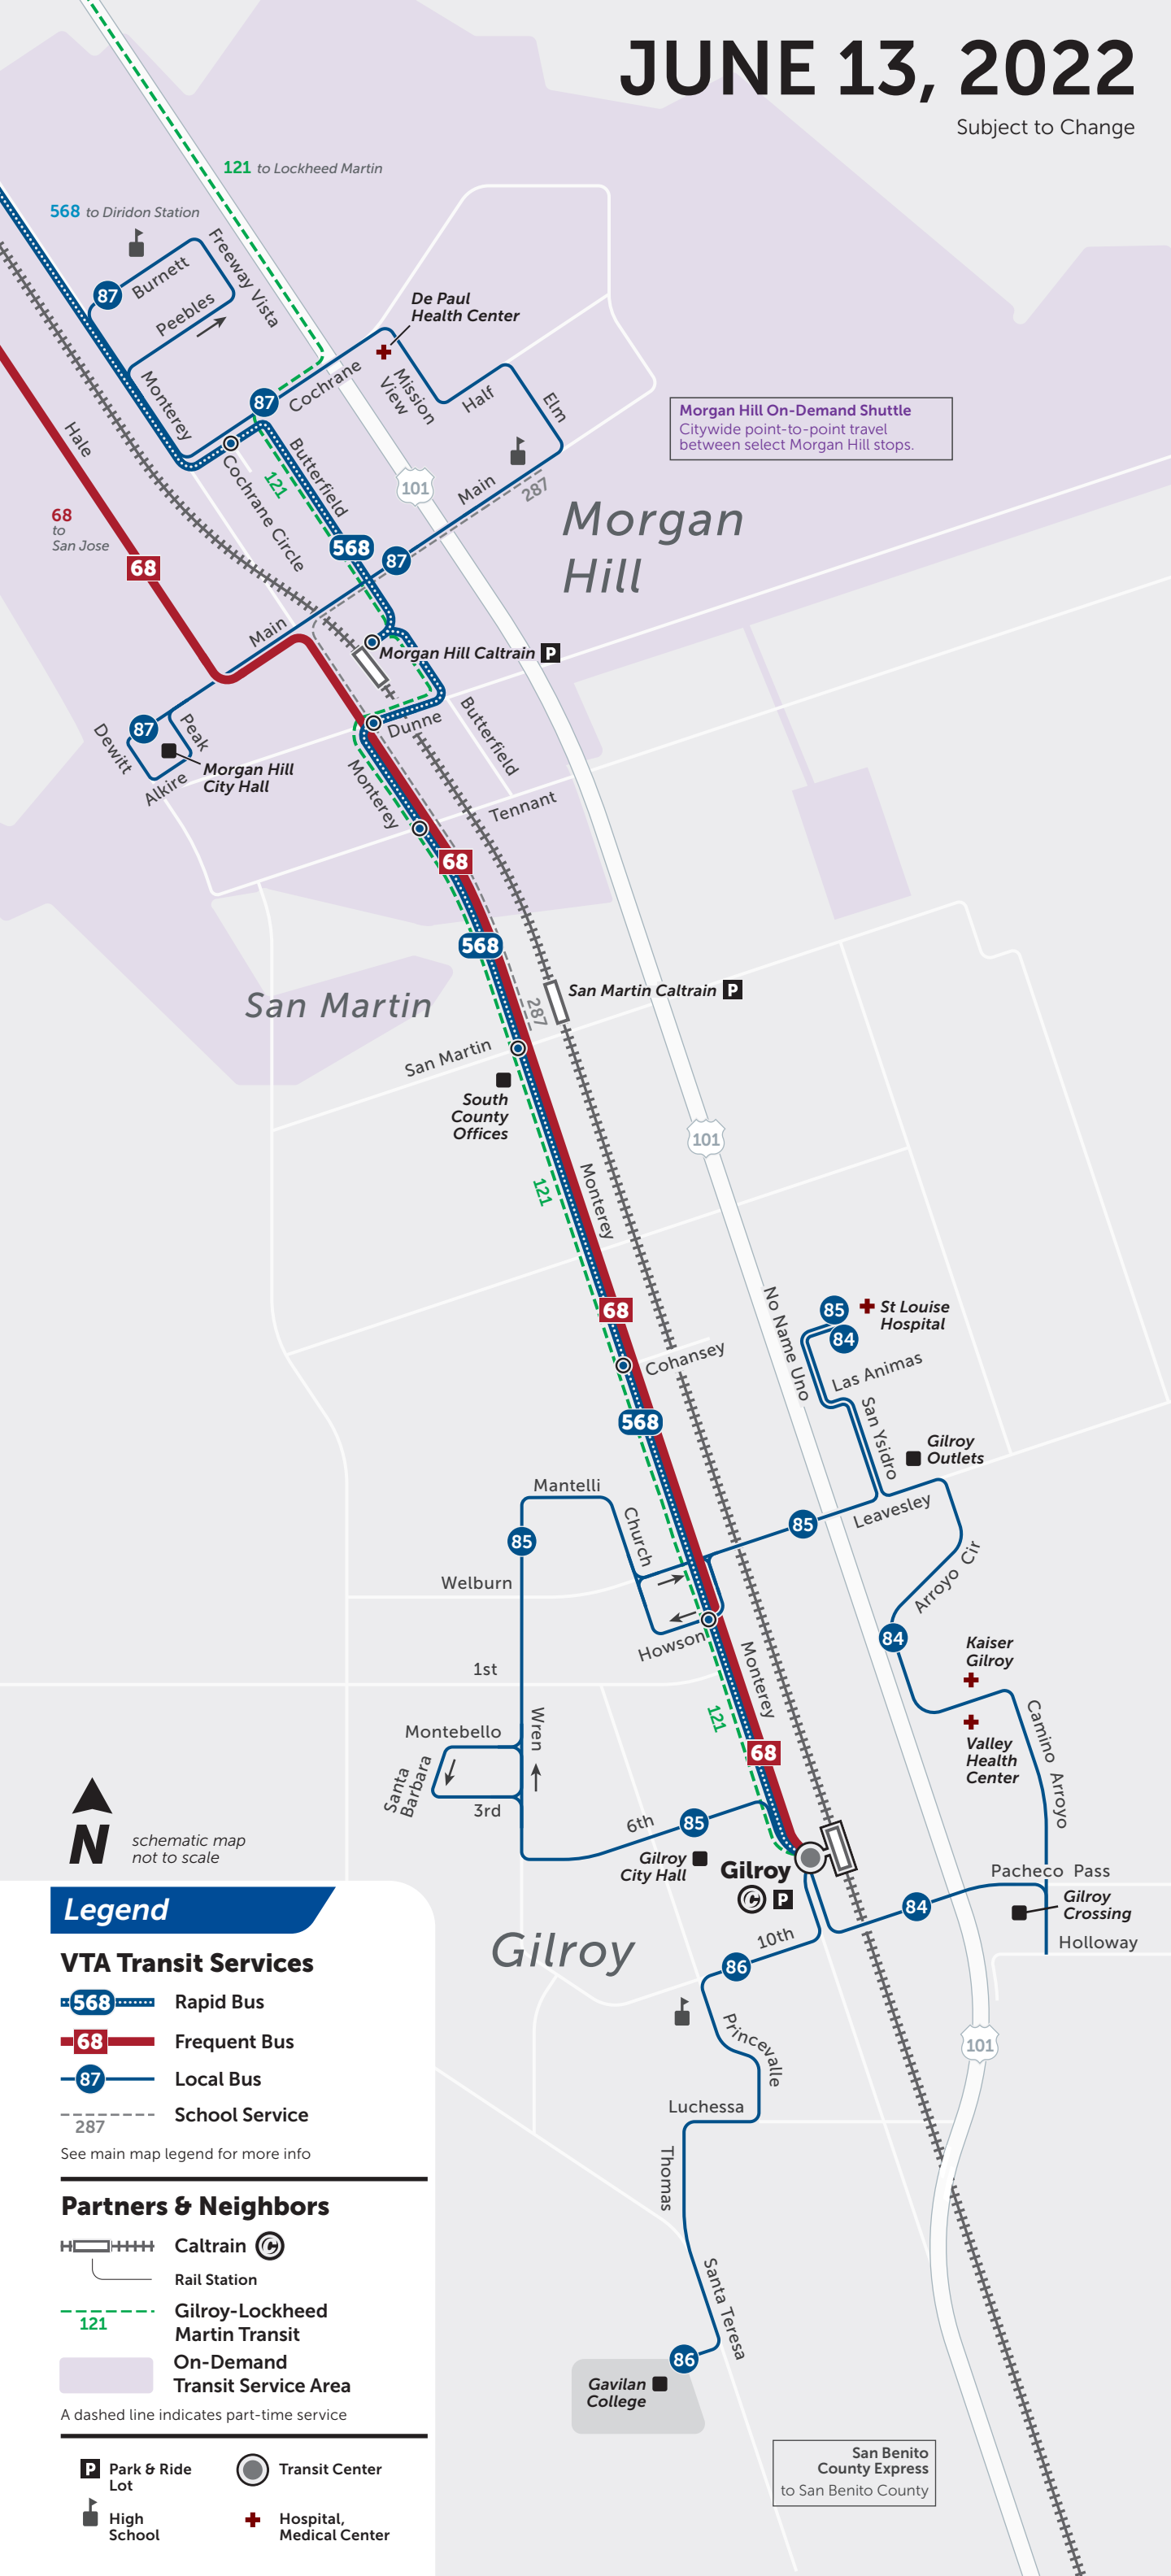 JUNE 13, 2022
Subject to Change
121 to Lockheed Martin
568 to Diridon Station
Freeway Vista
Burnett
87
Peebles
De Paul
Health Center
Monterey
Cochrane
87
Mission
View
Half
Elm
Hale
Butterfield
Morgan Hill On-Demand Shuttle
Citywide point-to-point travel
between select Morgan Hill stops.
121
Cochrane Circle
101
Main
287
Morgan
Hill
68
to
San Jose
68
568
87
Main
Morgan Hill Caltrain P
87
Peak
Dewitt
Dunne
Butterfield
Morgan Hill
City Hall
Alkire
Monterey
Tennant
68
568
San Martin
San Martin Caltrain P
287
San Martin
South
County
Offices
101
121
Monterey
68
No Name Uno
85
84
St Louise
Hospital
Cohansey
Las Animas
568
San Ysidro
Gilroy
Outlets
Mantelli
Church
85
85
Leavesley
Welburn
Arroyo Cir
Howson
84
Kaiser
Gilroy
1st
Monterey
121
Camino Arroyo
Wren
Montebello
68
Valley
Health
Center
Santa
Barbara
3rd
6th
85
N
schematic map
not to scale
Gilroy
City Hall
Gilroy
C P
Pacheco Pass
84
Gilroy
Crossing
10th
Holloway
Gilroy
86
Princevalle
101
Luchessa
Thomas
Santa Teresa
86
Gavilan
College
San Benito
County Express
to San Benito County
Legend
VTA Transit Services
568 Rapid Bus
68 Frequent Bus
87 Local Bus
287 School Service
See main map legend for more info
Partners & Neighbors
Caltrain C
Rail Station
121 Gilroy-Lockheed
Martin Transit
On-Demand
Transit Service Area
A dashed line indicates part-time service
P Park & Ride
Lot
Transit Center
High
School
Hospital,
Medical Center